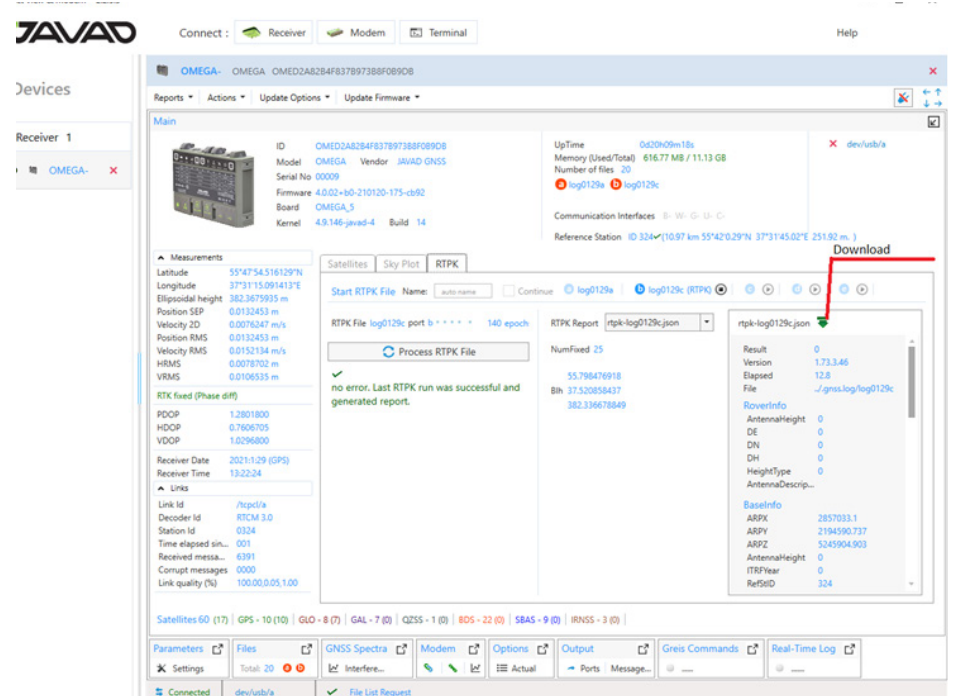 JAVAD
Connect : Receiver Modem Terminal Help
Devices
Receiver 1
OMEGA-
OMEGA- OMEGA OMED2A82B4F837B97388F0B9DB
Reports Actions Update Options Update Firmware
Main
ID OMED2A82B4F837B97388F0B9DB
Model OMEGA Vendor JAVAD GNSS
Serial No 00009
Firmware 4.0.02+b0-210120-175-cb92
Board OMEGA_5
Kernel 4.9.146-javad-4 Build 14
UpTime 0d20h09m18s
Memory (Used/Total) 616.77 MB / 11.13 GB
Number of files 20
a log0129a b log0129c
Communication Interfaces B- W- G- U- C-
Reference Station ID 324 (10.97 km 55°42'0.29"N 37°31'45.02"E 251.92 m. )
dev/usb/a
Download
Measurements
Latitude 55°47'54.516129"N
Longitude 37°31'15.091413"E
Ellipsoidal height 382.3675935 m
Position SEP 0.0132453 m
Velocity 2D 0.0076247 m/s
Position RMS 0.0132453 m
Velocity RMS 0.0152134 m/s
HRMS 0.0078702 m
VRMS 0.0106535 m
RTK fixed (Phase diff)
PDOP 1.2801800
HDOP 0.7606705
VDOP 1.0296800
Receiver Date 2021:1:29 (GPS)
Receiver Time 13:22:24
Links
Link Id /tcpcl/a
Decoder Id RTCM 3.0
Station Id 0324
Time elapsed sin... 001
Received messa... 6391
Corrupt messages 0000
Link quality (%) 100.00,0.05,1.00
Satellites Sky Plot RTPK
Start RTPK File Name: auto name Continue log0129a b log0129c (RTPK)
RTPK File log0129c port b * * * * * 140 epoch
Process RTPK File
no error. Last RTPK run was successful and
generated report.
RTPK Report rtpk-log0129c.json
NumFixed 25
55.798476918
Blh 37.520858437
382.336678849
rtpk-log0129c.json
Result 0
Version 1.73.3.46
Elapsed 12.8
File ../.gnss.log/log0129c
RoverInfo
AntennaHeight 0
DE 0
DN 0
DH 0
HeightType 0
AntennaDescrip...
BaseInfo
ARPX 2857033.1
ARPY 2194590.737
ARPZ 5245904.903
AntennaHeight 0
ITRFYear 0
RefStID 324
Satellites 60 (17) GPS - 10 (10) GLO - 8 (7) GAL - 7 (0) QZSS - 1 (0) BDS - 22 (0) SBAS - 9 (0) IRNSS - 3 (0)
Parameters Files GNSS Spectra Modem Options Output Greis Commands Real-Time Log
Settings Total: 20 a b Interfere... Actual Ports Message...
Connected dev/usb/a File List Request